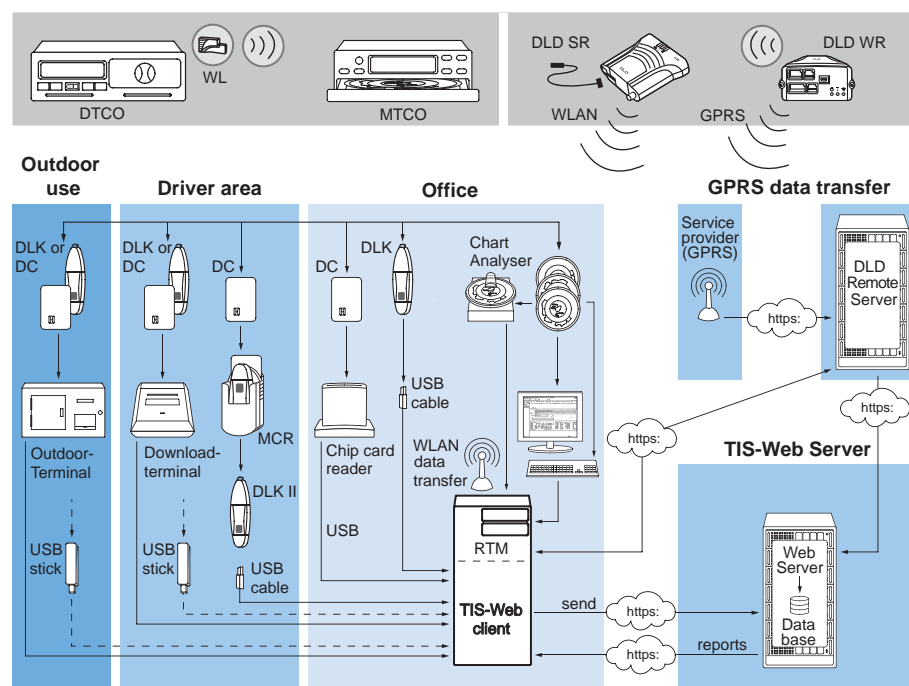 DLD SR
DLD WR
WL
DTCO
MTCO
WLAN
GPRS
Outdoor
use
Driver area
Office
GPRS data transfer
DLK or
DC
DLK or
DC
DC
DC
DLK
Chart
Analyser
Service
provider
(GPRS)
DLD
Remote
Server
https:
USB
cable
MCR
https:
https:
Outdoor-
Terminal
Download-
terminal
Chip card
reader
WLAN
data
transfer
TIS-Web Server
DLK II
USB
RTM
USB
stick
USB
stick
USB
cable
Web
Server
Data
base
TIS-Web
client
send
https:
reports
https: